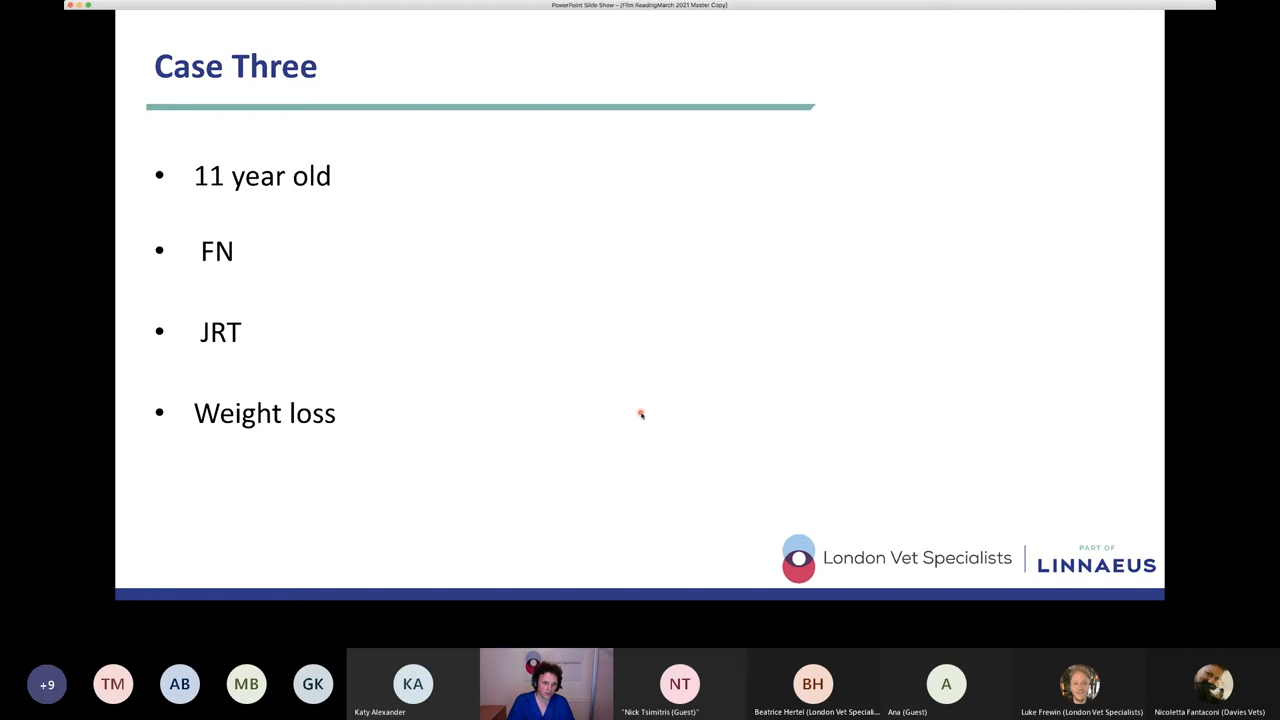 PowerPoint Slide Show – [Film ReadingMarch 2021 Master Copy]
Case Three
• 11 year old
• FN
• JRT
• Weight loss
London Vet Specialists
PART OF
LINNAEUS
+9
TM
AB
MB
GK
KA
NT
BH
A
Katy Alexander
"Nick Tsimitris (Guest)"
Beatrice Hertel (London Vet Speciali...
Ana (Guest)
Luke Frewin (London Vet Specialists)
Nicoletta Fantaconi (Davies Vets)